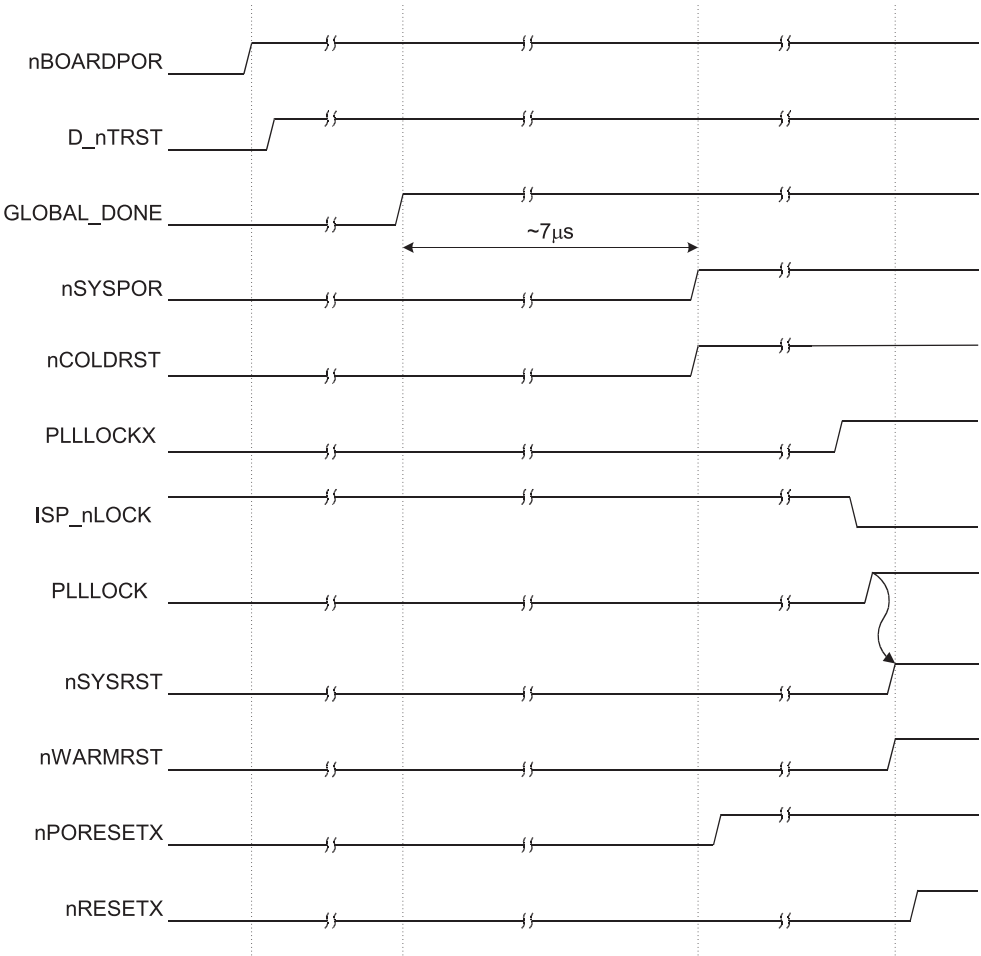 nBOARDPOR
D_nTRST
GLOBAL_DONE
~7μs
nSYSPOR
nCOLDRST
PLLLOCKX
ISP_nLOCK
PLLLOCK
nSYSRST
nWARMRST
nPORESETX
nRESETX